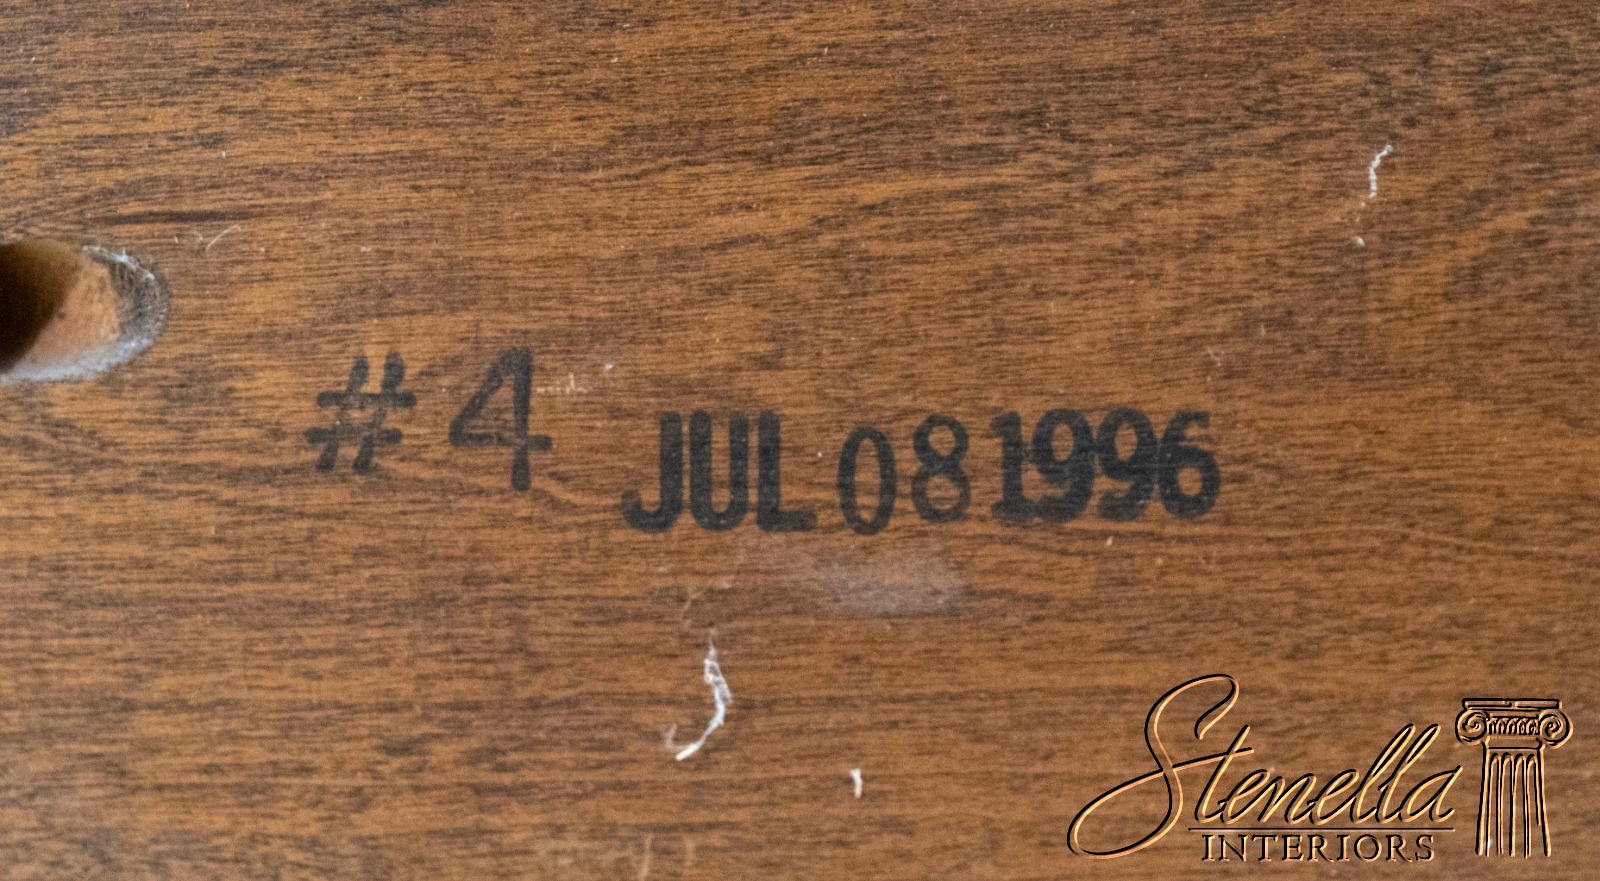 #4 JUL 08 1996
Stenella
INTERIORS